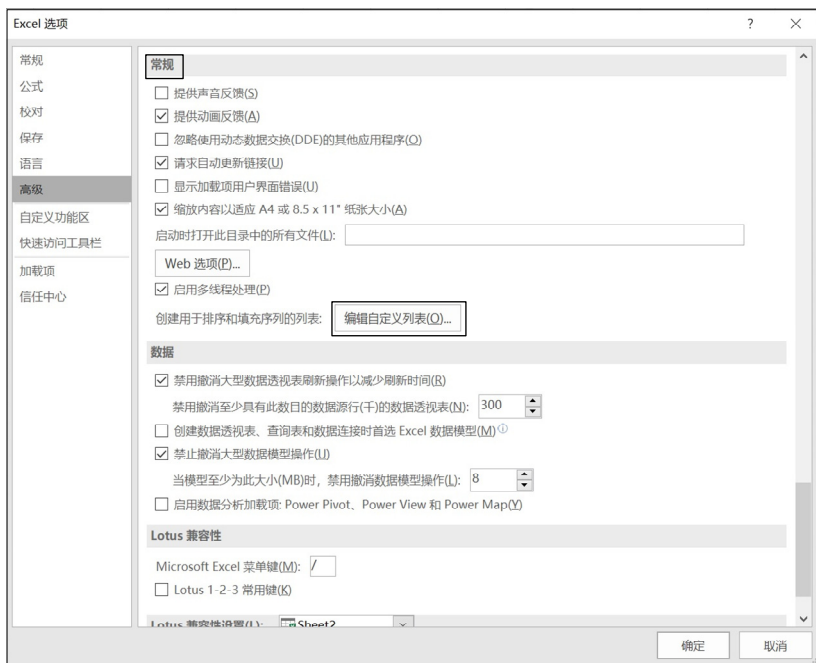 Excel 选项
?
常规
公式
校对
保存
语言
高级
自定义功能区
快速访问工具栏
加载项
信任中心
常规
提供声音反馈(S)
提供动画反馈(A)
忽略使用动态数据交换(DDE)的其他应用程序(O)
请求自动更新链接(U)
显示加载项用户界面错误(U)
缩放内容以适应 A4 或 8.5 x 11" 纸张大小(A)
启动时打开此目录中的所有文件(L):
Web 选项(P)...
启用多线程处理(P)
创建用于排序和填充序列的列表: 编辑自定义列表(O)...
数据
禁用撤消大型数据透视表刷新操作以减少刷新时间(R)
禁用撤消至少具有此数目的数据源行(千)的数据透视表(N): 300
创建数据透视表、查询表和数据连接时首选 Excel 数据模型(M)
禁止撤消大型数据模型操作(U)
当模型至少为此大小(MB)时，禁用撤消数据模型操作(L): 8
启用数据分析加载项: Power Pivot、Power View 和 Power Map(Y)
Lotus 兼容性
Microsoft Excel 菜单键(M): /
Lotus 1-2-3 常用键(K)
Lotus 兼容性设置(L): Sheet2
确定 取消